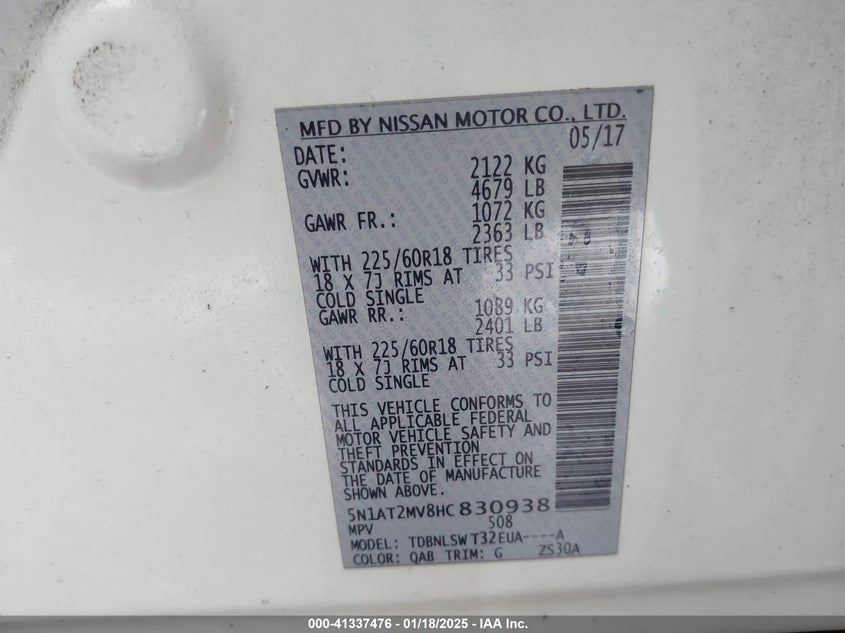 MFD BY NISSAN MOTOR CO., LTD.
DATE: 05/17
GVWR: 2122 KG
4679 LB
GAWR FR.: 1072 KG
2363 LB
WITH 225/60R18 TIRES
18 X 7J RIMS AT 33 PSI
COLD SINGLE
GAWR RR.: 1089 KG
2401 LB
WITH 225/60R18 TIRES
18 X 7J RIMS AT 33 PSI
COLD SINGLE
THIS VEHICLE CONFORMS TO
ALL APPLICABLE FEDERAL
MOTOR VEHICLE SAFETY AND
THEFT PREVENTION
STANDARDS IN EFFECT ON
THE DATE OF MANUFACTURE
SHOWN ABOVE.
5N1AT2MV8HC830938
MPV 508
MODEL: TDBNLSW T32EUA----A
COLOR: QAB TRIM: G ZS30A
000-41337476 - 01/18/2025 - IAA Inc.